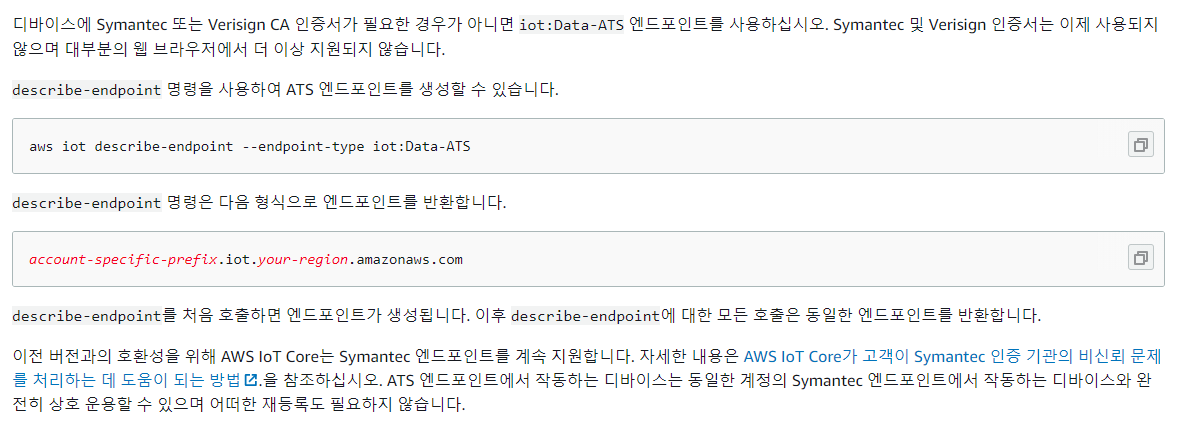 디바이스에 Symantec 또는 Verisign CA 인증서가 필요한 경우가 아니면 iot:Data-ATS 엔드포인트를 사용하십시오. Symantec 및 Verisign 인증서는 이제 사용되지
않으며 대부분의 웹 브라우저에서 더 이상 지원되지 않습니다.
describe-endpoint 명령을 사용하여 ATS 엔드포인트를 생성할 수 있습니다.
aws iot describe-endpoint --endpoint-type iot:Data-ATS
describe-endpoint 명령은 다음 형식으로 엔드포인트를 반환합니다.
account-specific-prefix.iot.your-region.amazonaws.com
describe-endpoint를 처음 호출하면 엔드포인트가 생성됩니다. 이후 describe-endpoint에 대한 모든 호출은 동일한 엔드포인트를 반환합니다.
이전 버전과의 호환성을 위해 AWS IoT Core는 Symantec 엔드포인트를 계속 지원합니다. 자세한 내용은 AWS IoT Core가 고객이 Symantec 인증 기관의 비신뢰 문제
를 처리하는 데 도움이 되는 방법.을 참조하십시오. ATS 엔드포인트에서 작동하는 디바이스는 동일한 계정의 Symantec 엔드포인트에서 작동하는 디바이스와 완
전히 상호 운용할 수 있으며 어떠한 재등록도 필요하지 않습니다.